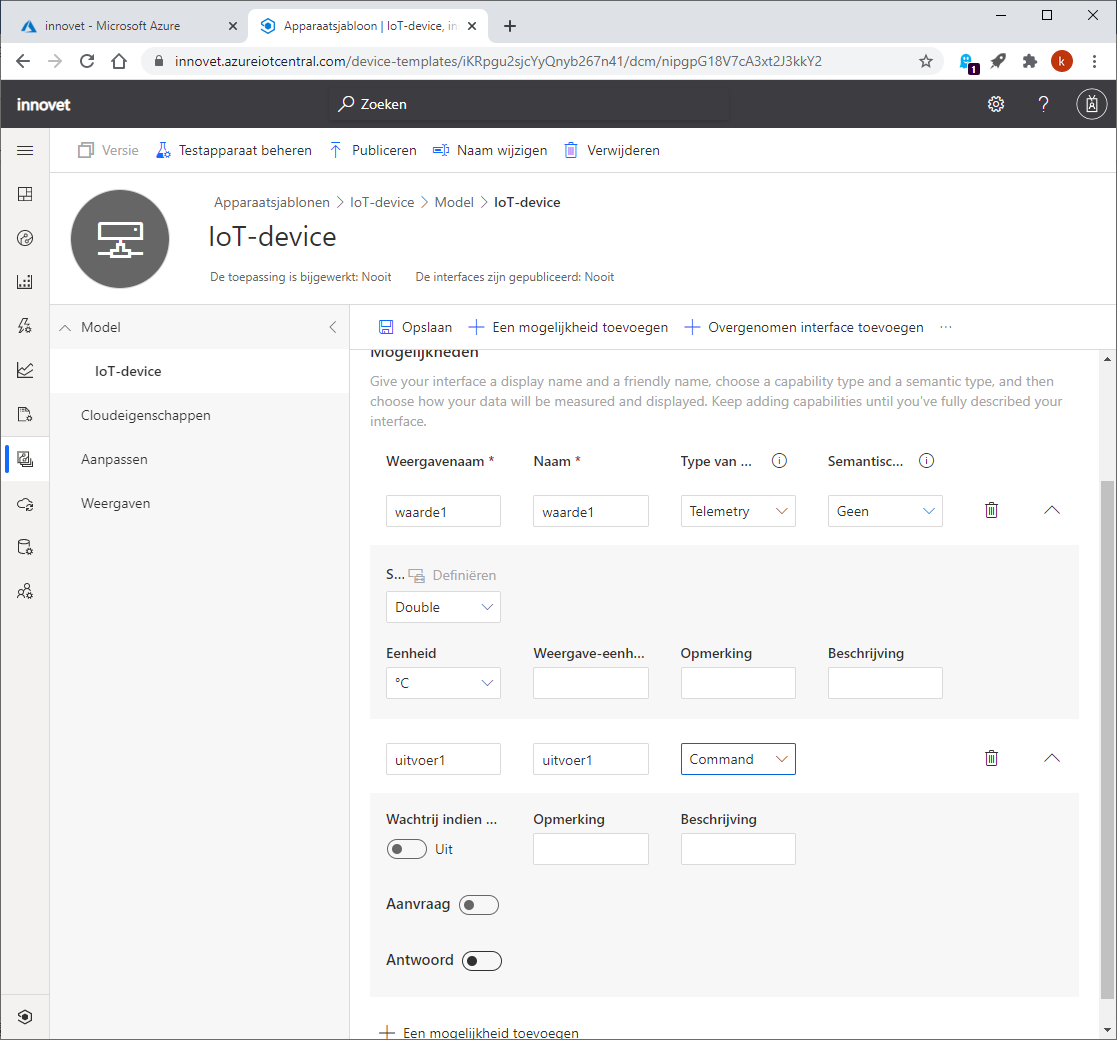 innovet - Microsoft Azure
Apparaatsjabloon | IoT-device, in
innovet.azureiotcentral.com/device-templates/iKRpgu2sjcYyQnyb267n41/dcm/nipgpG18V7cA3xt2J3kkY2
1
k
innovet
Zoeken
?
Versie
Testapparaat beheren
Publiceren
Naam wijzigen
Verwijderen
Apparaatsjablonen > IoT-device > Model > IoT-device
IoT-device
De toepassing is bijgewerkt: Nooit
De interfaces zijn gepubliceerd: Nooit
Model
IoT-device
Cloudeigenschappen
Aanpassen
Weergaven
Opslaan
Een mogelijkheid toevoegen
Overgenomen interface toevoegen
...
Mogelijkheden
Give your interface a display name and a friendly name, choose a capability type and a semantic type, and then
choose how your data will be measured and displayed. Keep adding capabilities until you've fully described your
interface.
Weergavenaam * Naam * Type van ... Semantisc...
waarde1 waarde1 Telemetry Geen
S... Definiëren
Double
Eenheid Weergave-eenh... Opmerking Beschrijving
°C
uitvoer1 uitvoer1 Command
Wachtrij indien ... Opmerking Beschrijving
Uit
Aanvraag
Antwoord
Een mogelijkheid toevoegen